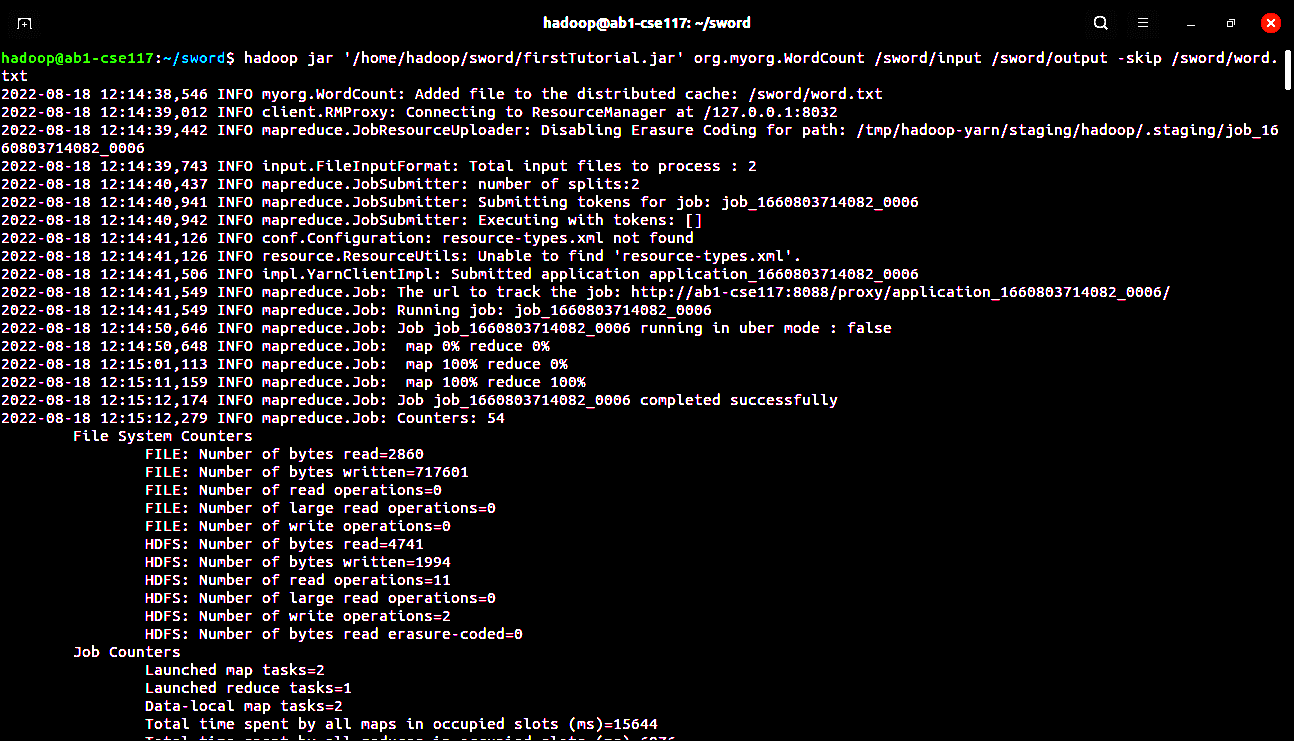 hadoop@ab1-cse117: ~/sword
hadoop@ab1-cse117:~/sword$ hadoop jar '/home/hadoop/sword/firstTutorial.jar' org.myorg.WordCount /sword/input /sword/output -skip /sword/word.
txt
2022-08-18 12:14:38,546 INFO myorg.WordCount: Added file to the distributed cache: /sword/word.txt
2022-08-18 12:14:39,012 INFO client.RMProxy: Connecting to ResourceManager at /127.0.0.1:8032
2022-08-18 12:14:39,442 INFO mapreduce.JobResourceUploader: Disabling Erasure Coding for path: /tmp/hadoop-yarn/staging/hadoop/.staging/job_16
60803714082_0006
2022-08-18 12:14:39,743 INFO input.FileInputFormat: Total input files to process : 2
2022-08-18 12:14:40,437 INFO mapreduce.JobSubmitter: number of splits:2
2022-08-18 12:14:40,941 INFO mapreduce.JobSubmitter: Submitting tokens for job: job_1660803714082_0006
2022-08-18 12:14:40,942 INFO mapreduce.JobSubmitter: Executing with tokens: []
2022-08-18 12:14:41,126 INFO conf.Configuration: resource-types.xml not found
2022-08-18 12:14:41,126 INFO resource.ResourceUtils: Unable to find 'resource-types.xml'.
2022-08-18 12:14:41,506 INFO impl.YarnClientImpl: Submitted application application_1660803714082_0006
2022-08-18 12:14:41,549 INFO mapreduce.Job: The url to track the job: http://ab1-cse117:8088/proxy/application_1660803714082_0006/
2022-08-18 12:14:41,549 INFO mapreduce.Job: Running job: job_1660803714082_0006
2022-08-18 12:14:50,646 INFO mapreduce.Job: Job job_1660803714082_0006 running in uber mode : false
2022-08-18 12:14:50,648 INFO mapreduce.Job:  map 0% reduce 0%
2022-08-18 12:15:01,113 INFO mapreduce.Job:  map 100% reduce 0%
2022-08-18 12:15:11,159 INFO mapreduce.Job:  map 100% reduce 100%
2022-08-18 12:15:12,174 INFO mapreduce.Job: Job job_1660803714082_0006 completed successfully
2022-08-18 12:15:12,279 INFO mapreduce.Job: Counters: 54
File System Counters
FILE: Number of bytes read=2860
FILE: Number of bytes written=717601
FILE: Number of read operations=0
FILE: Number of large read operations=0
FILE: Number of write operations=0
HDFS: Number of bytes read=4741
HDFS: Number of bytes written=1994
HDFS: Number of read operations=11
HDFS: Number of large read operations=0
HDFS: Number of write operations=2
HDFS: Number of bytes read erasure-coded=0
Job Counters
Launched map tasks=2
Launched reduce tasks=1
Data-local map tasks=2
Total time spent by all maps in occupied slots (ms)=15644
Total time spent by all reduces in occupied slots